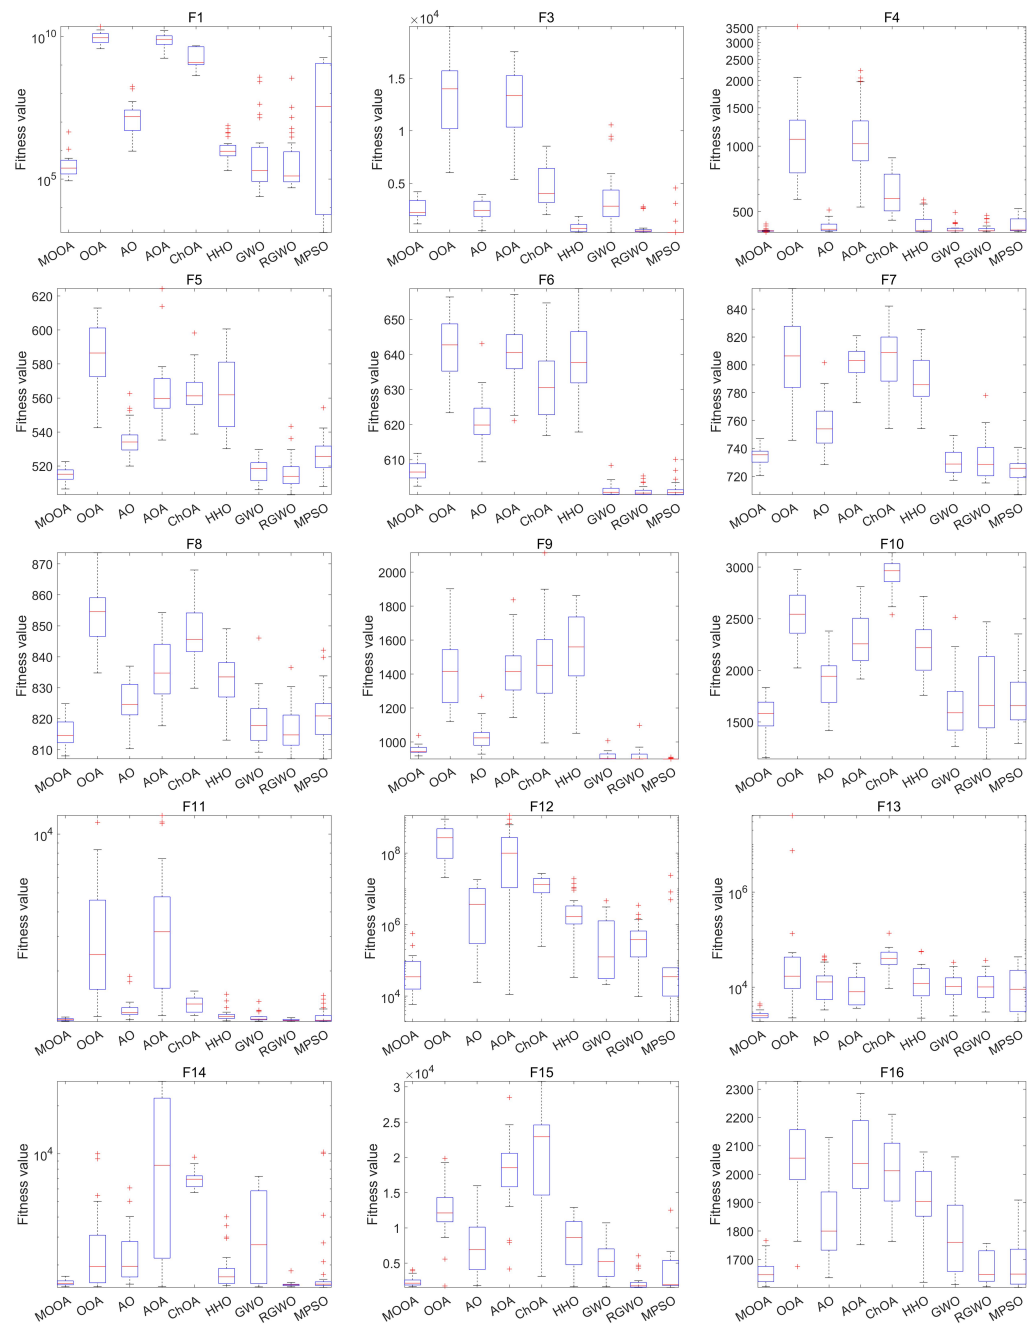 F1
Fitness value
10^10
10^5
MOOA OOA AO AOA ChOA HHO GWO RGWO MPSO
F3
×10^4
Fitness value
1.5
1
0.5
MOOA OOA AO AOA ChOA HHO GWO RGWO MPSO
F4
Fitness value
3500
3000
2500
2000
1500
1000
500
MOOA OOA AO AOA ChOA HHO GWO RGWO MPSO
F5
Fitness value
620
600
580
560
540
520
MOOA OOA AO AOA ChOA HHO GWO RGWO MPSO
F6
Fitness value
650
640
630
620
610
MOOA OOA AO AOA ChOA HHO GWO RGWO MPSO
F7
Fitness value
840
820
800
780
760
740
720
MOOA OOA AO AOA ChOA HHO GWO RGWO MPSO
F8
Fitness value
870
860
850
840
830
820
810
MOOA OOA AO AOA ChOA HHO GWO RGWO MPSO
F9
Fitness value
2000
1800
1600
1400
1200
1000
MOOA OOA AO AOA ChOA HHO GWO RGWO MPSO
F10
Fitness value
3000
2500
2000
1500
MOOA OOA AO AOA ChOA HHO GWO RGWO MPSO
F11
Fitness value
10^4
MOOA OOA AO AOA ChOA HHO GWO RGWO MPSO
F12
Fitness value
10^8
10^6
10^4
MOOA OOA AO AOA ChOA HHO GWO RGWO MPSO
F13
Fitness value
10^6
10^4
MOOA OOA AO AOA ChOA HHO GWO RGWO MPSO
F14
Fitness value
10^4
MOOA OOA AO AOA ChOA HHO GWO RGWO MPSO
F15
×10^4
Fitness value
3
2.5
2
1.5
1
0.5
MOOA OOA AO AOA ChOA HHO GWO RGWO MPSO
F16
Fitness value
2300
2200
2100
2000
1900
1800
1700
MOOA OOA AO AOA ChOA HHO GWO RGWO MPSO